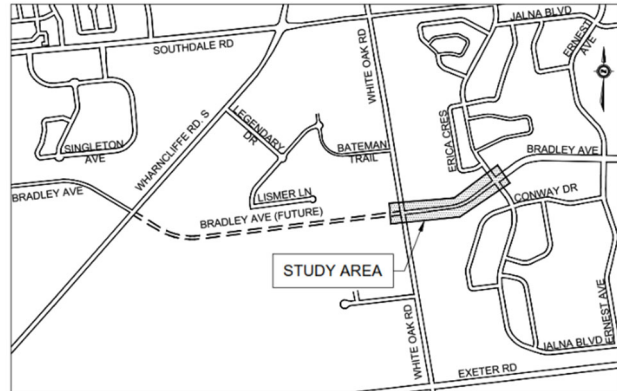 JALNA BLVD
ERNEST
AVE
SOUTHDALE RD
WHITE OAK RD
WHARNCLIFFE RD. S
LEGENDARY
DR
ERICA CRES
SINGLETON
AVE
BATEMAN
TRAIL
BRADLEY AVE
BRADLEY AVE
LISMER LN
CONWAY DR
BRADLEY AVE (FUTURE)
STUDY AREA
WHITE OAK RD
ERNEST AVE
JALNA BLVD
EXETER RD